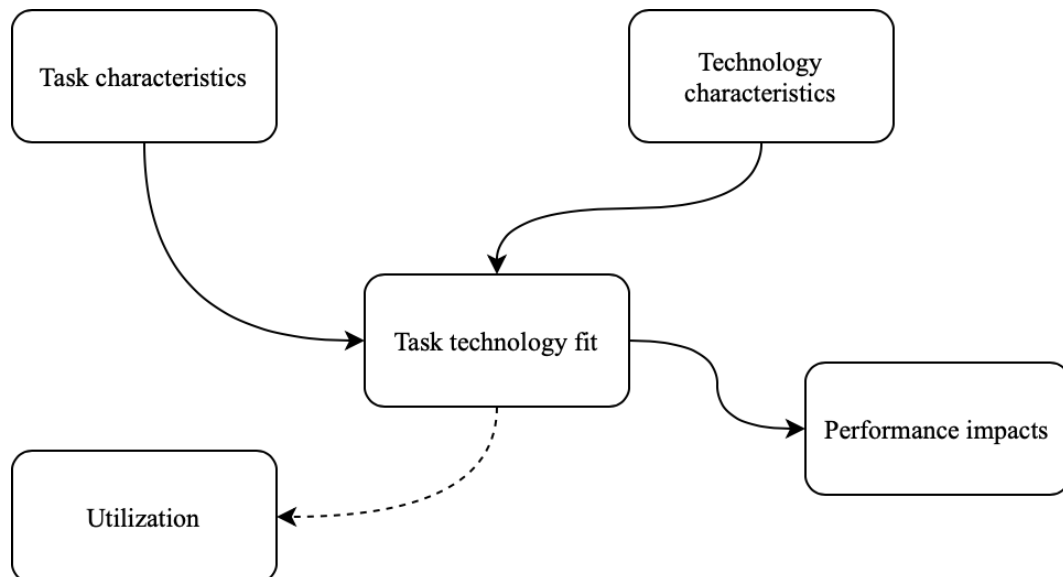 Task characteristics
Technology
characteristics
Task technology fit
Performance impacts
Utilization